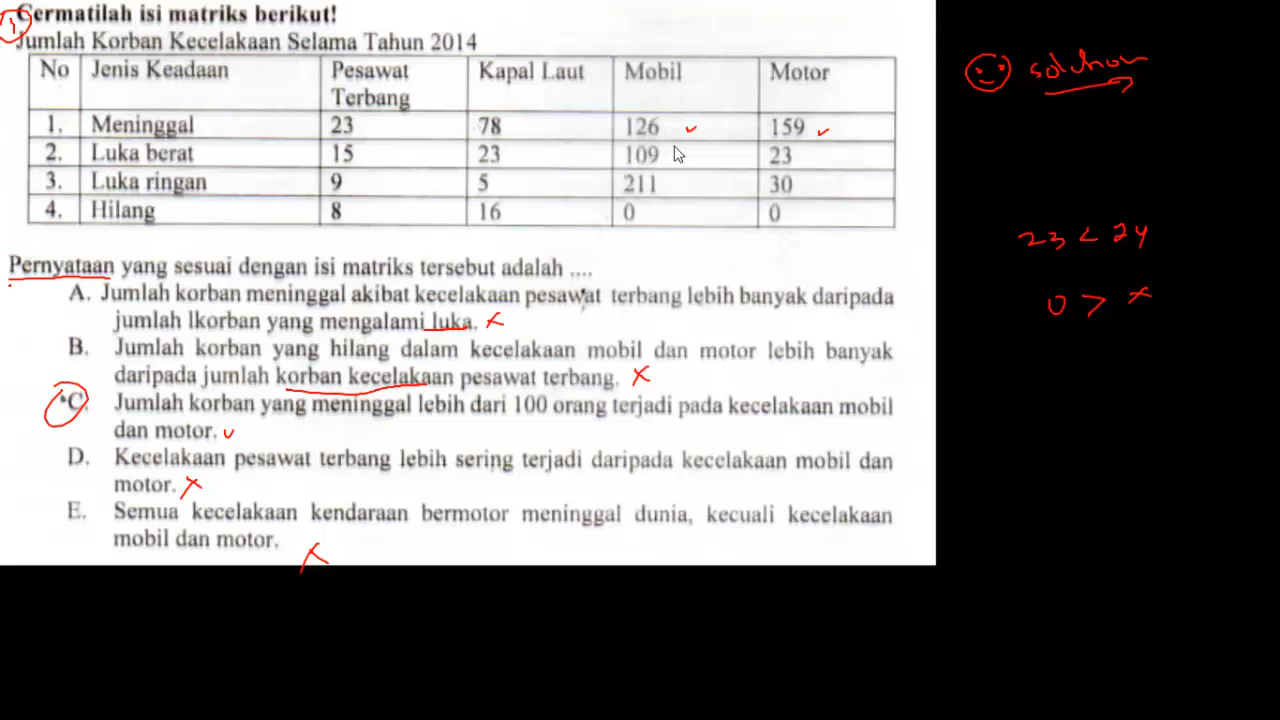 1
Cermatilah isi matriks berikut!
Jumlah Korban Kecelakaan Selama Tahun 2014
No Jenis Keadaan Pesawat Terbang Kapal Laut Mobil Motor
1. Meninggal 23 78 126 159
2. Luka berat 15 23 109 23
3. Luka ringan 9 5 211 30
4. Hilang 8 16 0 0
Pernyataan yang sesuai dengan isi matriks tersebut adalah ....
A. Jumlah korban meninggal akibat kecelakaan pesawat terbang lebih banyak daripada
jumlah lkorban yang mengalami luka.
B. Jumlah korban yang hilang dalam kecelakaan mobil dan motor lebih banyak
daripada jumlah korban kecelakaan pesawat terbang.
C. Jumlah korban yang meninggal lebih dari 100 orang terjadi pada kecelakaan mobil
dan motor.
D. Kecelakaan pesawat terbang lebih sering terjadi daripada kecelakaan mobil dan
motor.
E. Semua kecelakaan kendaraan bermotor meninggal dunia, kecuali kecelakaan
mobil dan motor.
solution
23 < 24
0 >